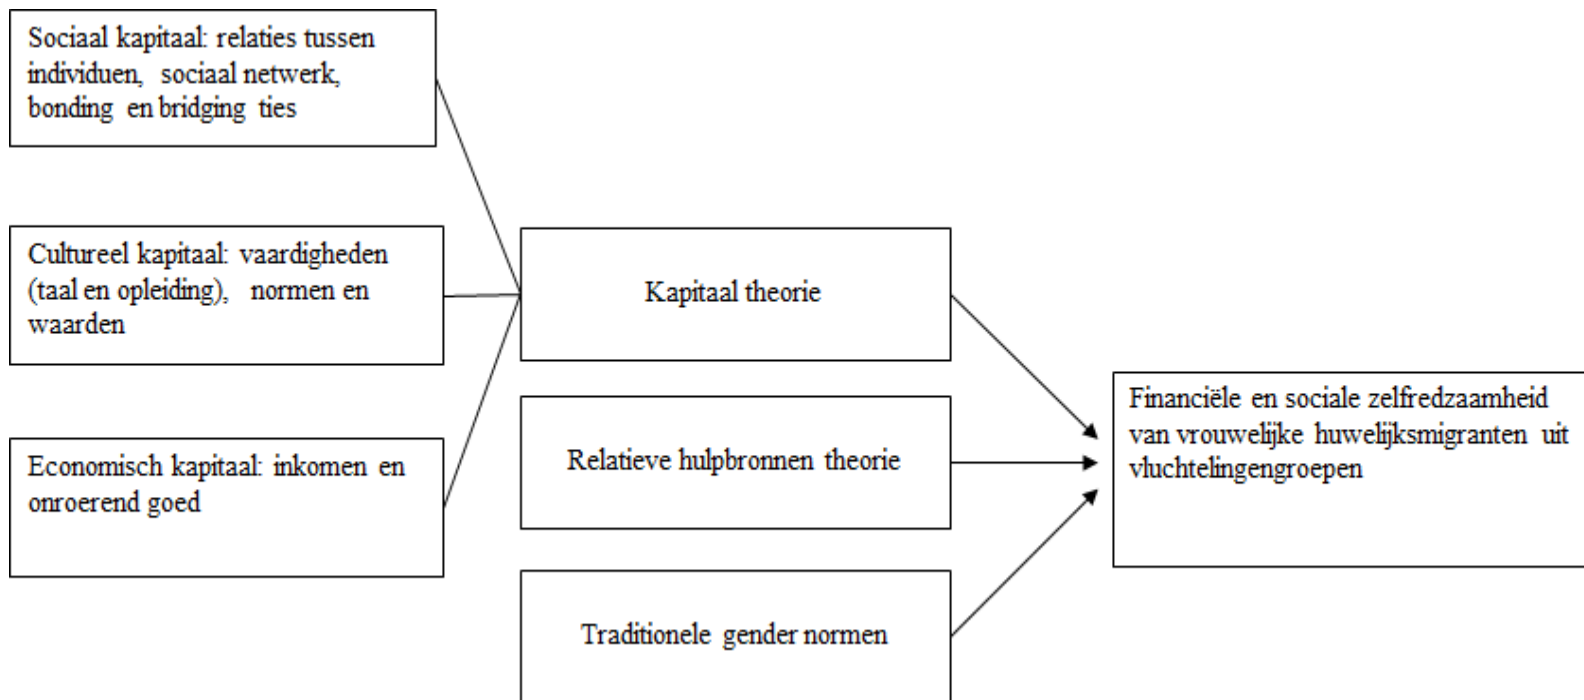 Sociaal kapitaal: relaties tussen
individuen, sociaal netwerk,
bonding en bridging ties
Cultureel kapitaal: vaardigheden
(taal en opleiding), normen en
waarden
Economisch kapitaal: inkomen en
onroerend goed
Kapitaal theorie
Relatieve hulpbronnen theorie
Traditionele gender normen
Financiële en sociale zelfredzaamheid
van vrouwelijke huwelijksmigranten uit
vluchtelingengroepen